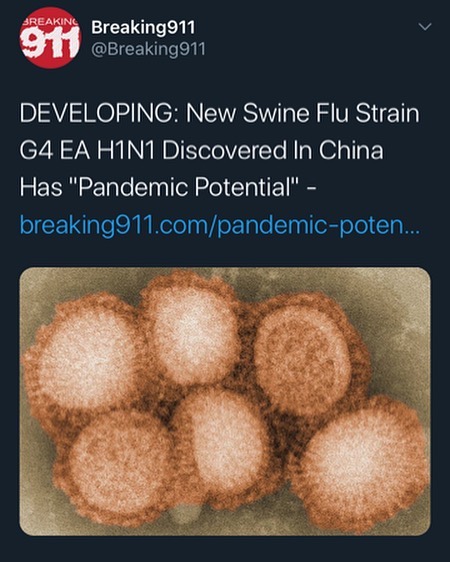 BREAKING
911
Breaking911
@Breaking911
DEVELOPING: New Swine Flu Strain
G4 EA H1N1 Discovered In China
Has "Pandemic Potential" -
breaking911.com/pandemic-poten...